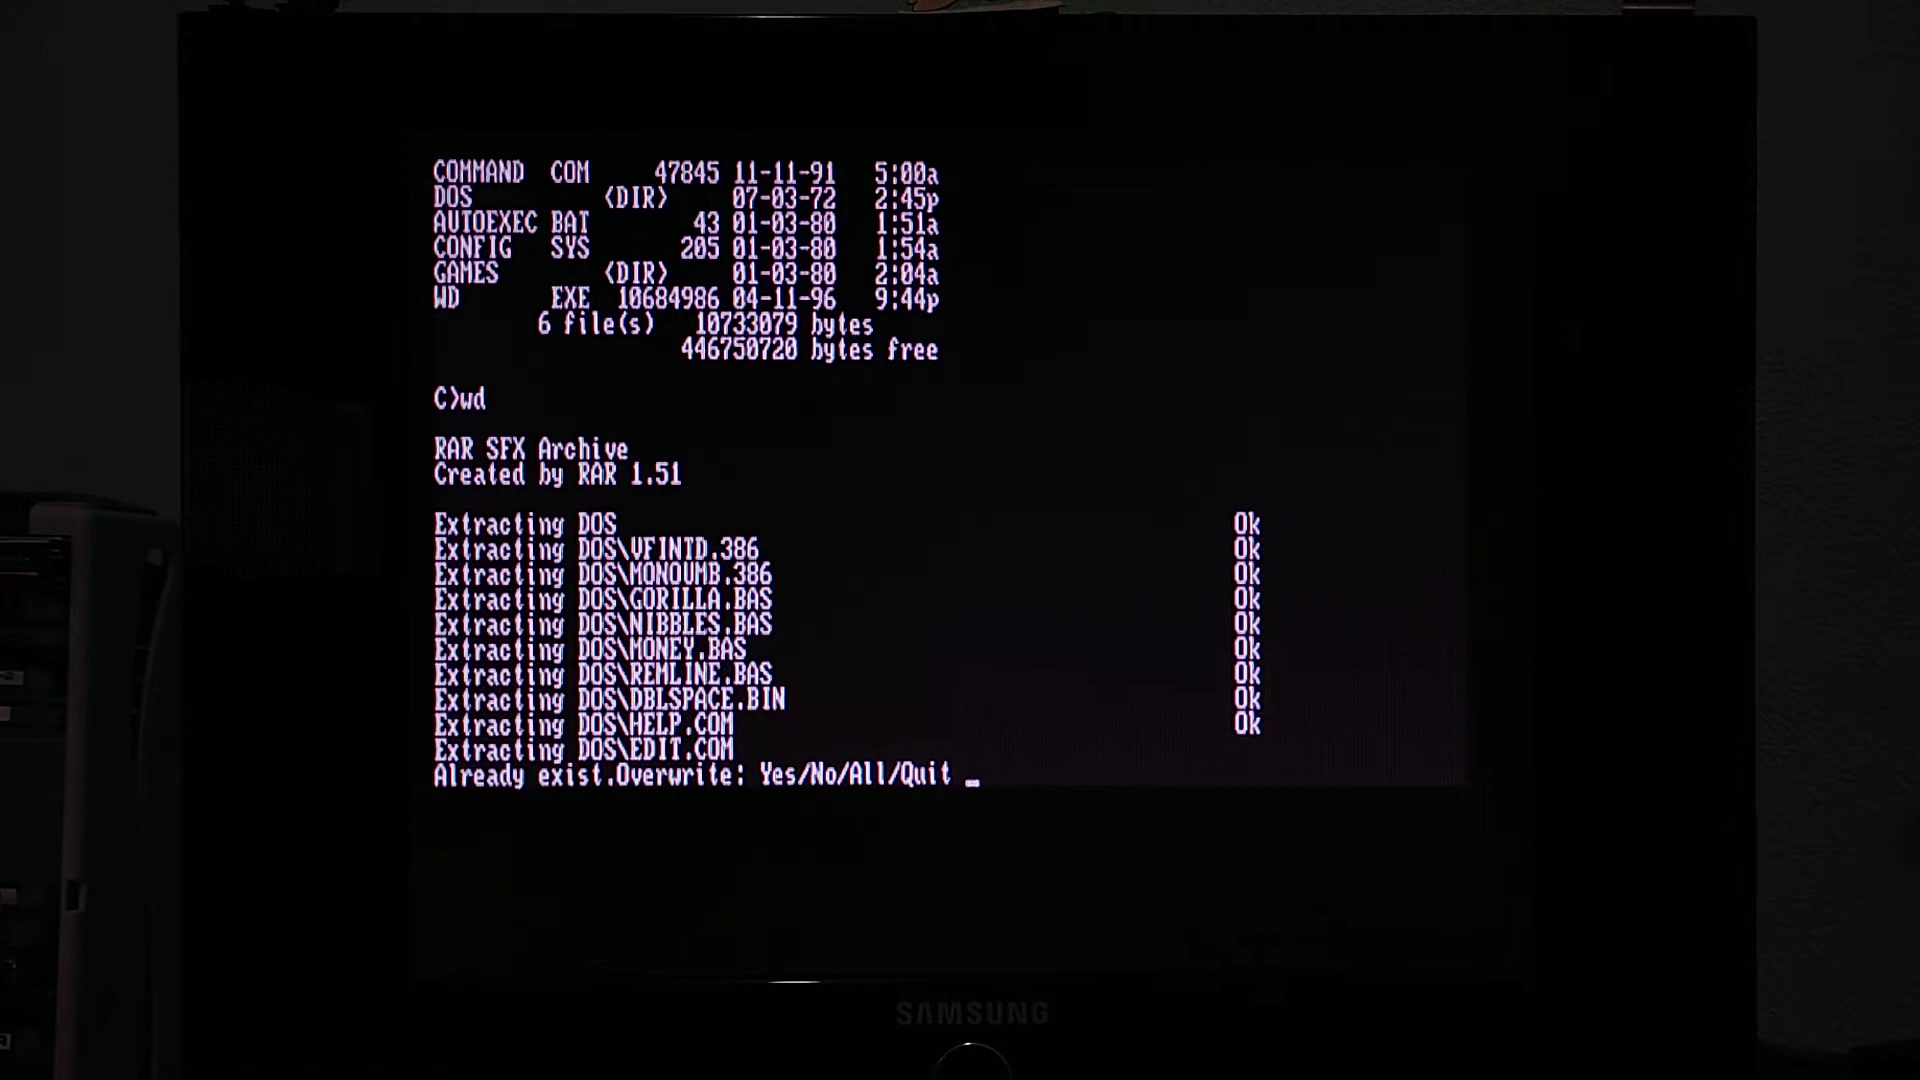 COMMAND  COM     47845 11-11-91   5:00a
DOS          <DIR>     07-03-72   2:45p
AUTOEXEC BAT        43 01-03-80   1:51a
CONFIG   SYS       205 01-03-80   1:54a
GAMES        <DIR>     01-03-80   2:04a
WD       EXE  10684986 04-11-96   9:44p
6 file(s)   10733079 bytes
446750720 bytes free
C>wd
RAR SFX Archive
Created by RAR 1.51
Extracting DOS Ok
Extracting DOS\VFINTD.386 Ok
Extracting DOS\MONOUMB.386 Ok
Extracting DOS\GORILLA.BAS Ok
Extracting DOS\NIBBLES.BAS Ok
Extracting DOS\MONEY.BAS Ok
Extracting DOS\REMLINE.BAS Ok
Extracting DOS\DBLSPACE.BIN Ok
Extracting DOS\HELP.COM Ok
Extracting DOS\EDIT.COM
Already exist.Overwrite: Yes/No/All/Quit _
SAMSUNG